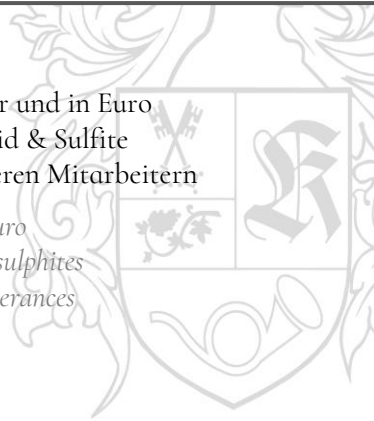 r und in Euro
id & Sulfite
eren Mitarbeitern
uro
sulphites
erances
K